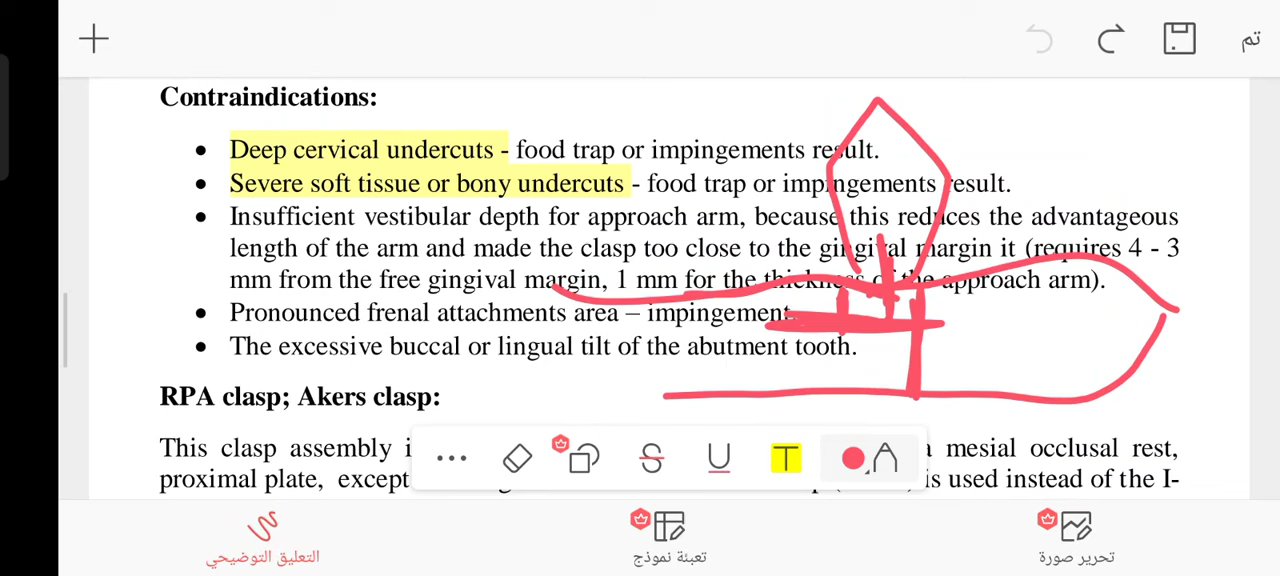 تم
Contraindications:
• Deep cervical undercuts - food trap or impingements result.
• Severe soft tissue or bony undercuts - food trap or impingements result.
• Insufficient vestibular depth for approach arm, because this reduces the advantageous
length of the arm and made the clasp too close to the gingival margin it (requires 4 - 3
mm from the free gingival margin, 1 mm for the thickness of the approach arm).
• Pronounced frenal attachments area – impingements
• The excessive buccal or lingual tilt of the abutment tooth.
RPA clasp; Akers clasp:
This clasp assembly mesial occlusal rest,
proximal plate, except is used instead of the I-
التعليق التوضيحي
تعبئة نموذج
تحرير صورة